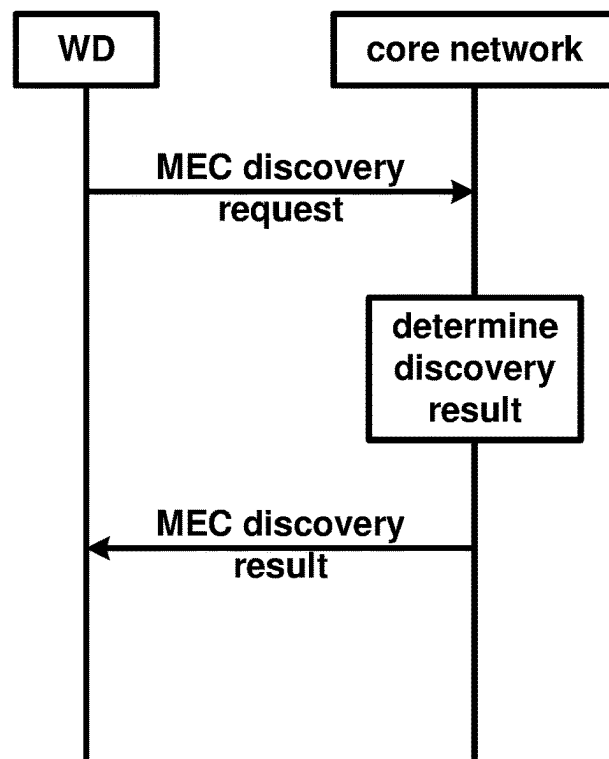 WD
core network
MEC discovery
request
determine
discovery
result
MEC discovery
result